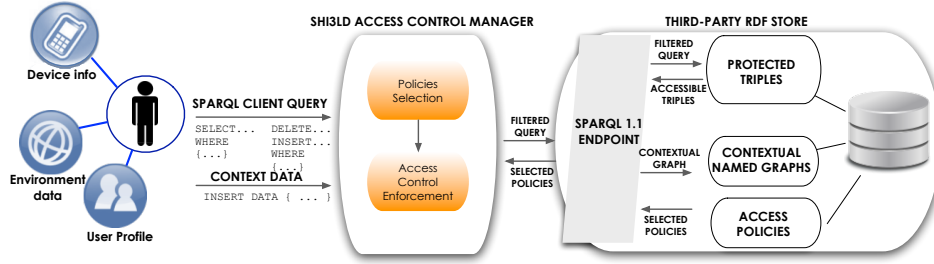 SHI3LD ACCESS CONTROL MANAGER
THIRD-PARTY RDF STORE
Device info
Environment
data
User Profile
SPARQL CLIENT QUERY
SELECT... DELETE...
WHERE INSERT...
{...} WHERE
{...}
CONTEXT DATA
INSERT DATA { ... }
Policies
Selection
Access
Control
Enforcement
FILTERED
QUERY
SELECTED
POLICIES
SPARQL 1.1
ENDPOINT
FILTERED
QUERY
ACCESSIBLE
TRIPLES
CONTEXTUAL
GRAPH
SELECTED
POLICIES
PROTECTED
TRIPLES
CONTEXTUAL
NAMED GRAPHS
ACCESS
POLICIES